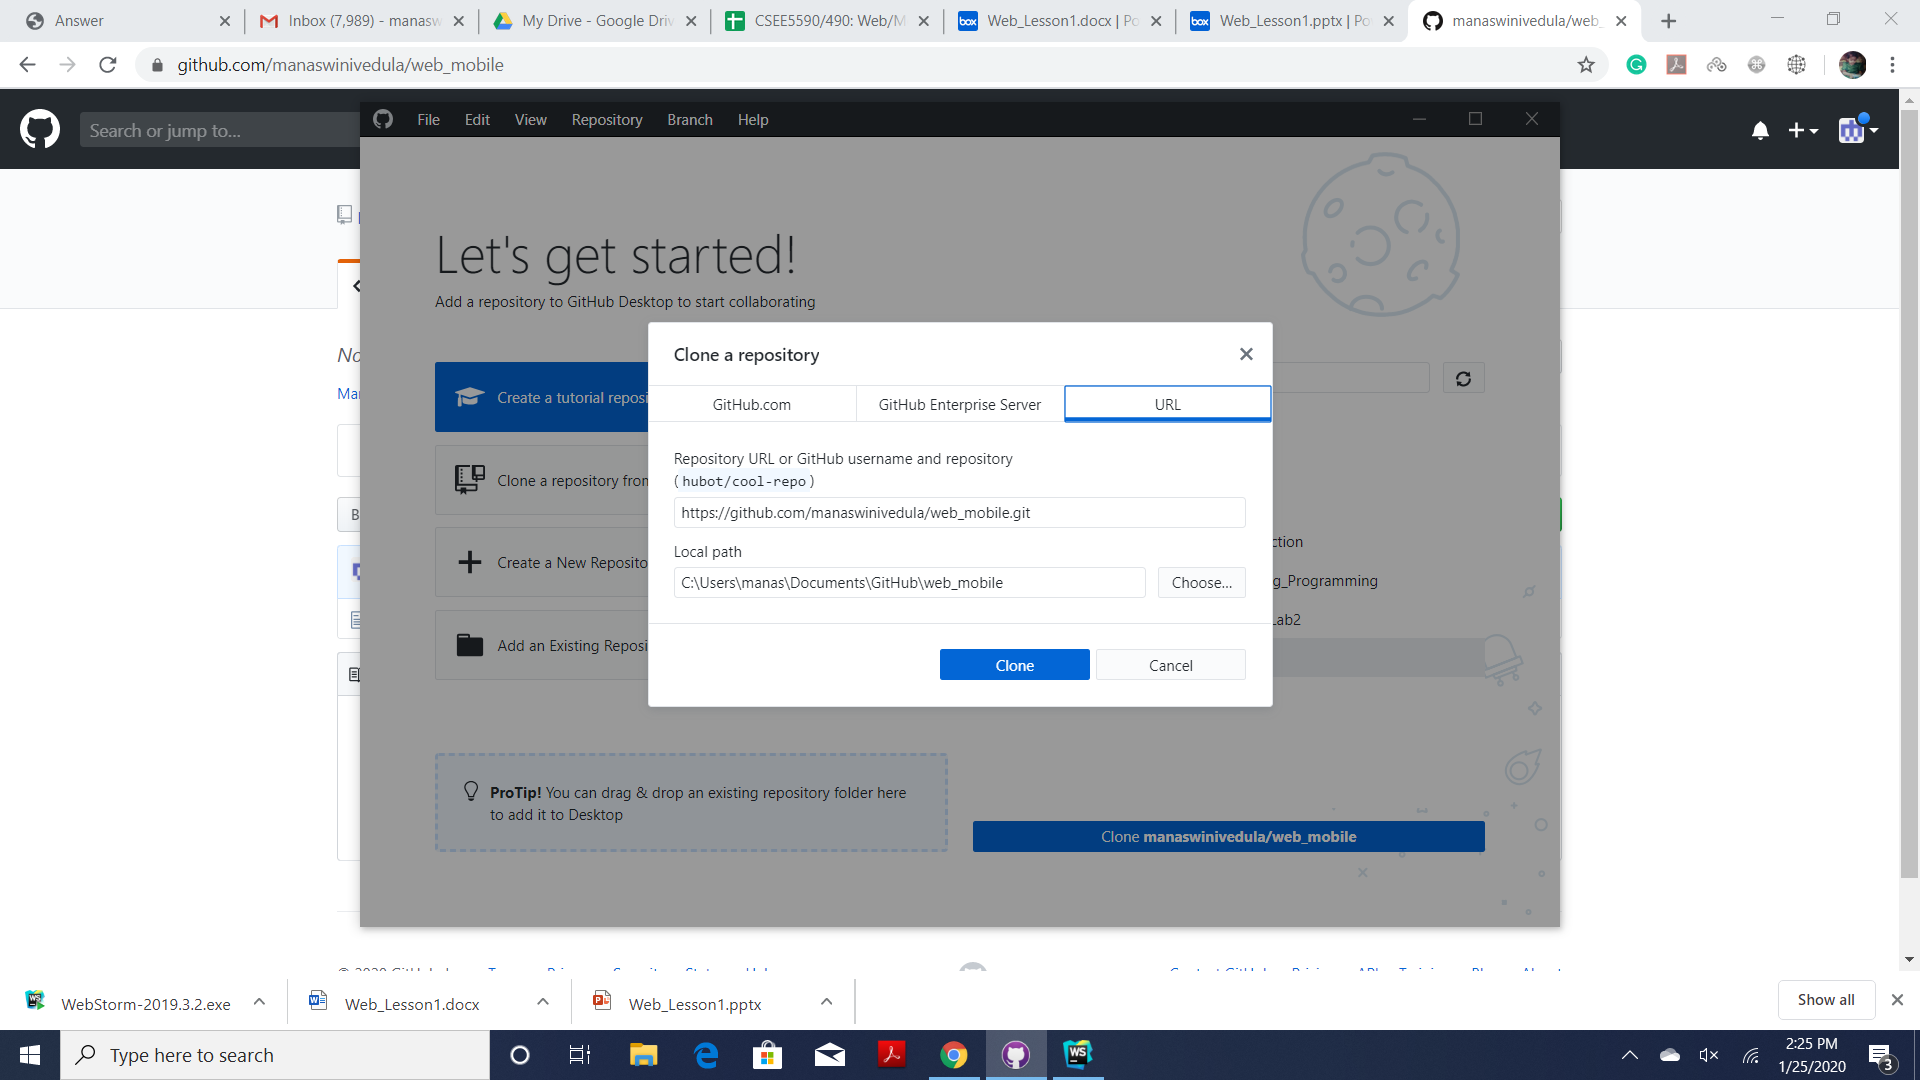 Answer
Inbox (7,989) - manasw
My Drive - Google Driv
CSEE5590/490: Web/M
box
Web_Lesson1.docx | Po
box
Web_Lesson1.pptx | Po
manaswinivedula/web_
github.com/manaswinivedula/web_mobile
Search or jump to...
File Edit View Repository Branch Help
Let's get started!
Add a repository to GitHub Desktop to start collaborating
No
Man
Create a tutorial reposi
Clone a repository from
Create a New Reposito
Add an Existing Reposi
B
Clone a repository
GitHub.com
GitHub Enterprise Server
URL
Repository URL or GitHub username and repository
(hubot/cool-repo)
https://github.com/manaswinivedula/web_mobile.git
Local path
C:\Users\manas\Documents\GitHub\web_mobile
Choose...
Clone
Cancel
ction
g_Programming
Lab2
ProTip! You can drag & drop an existing repository folder here
to add it to Desktop
Clone manaswinivedula/web_mobile
WebStorm-2019.3.2.exe
Web_Lesson1.docx
Web_Lesson1.pptx
Show all
Type here to search
WS
2:25 PM
1/25/2020
3